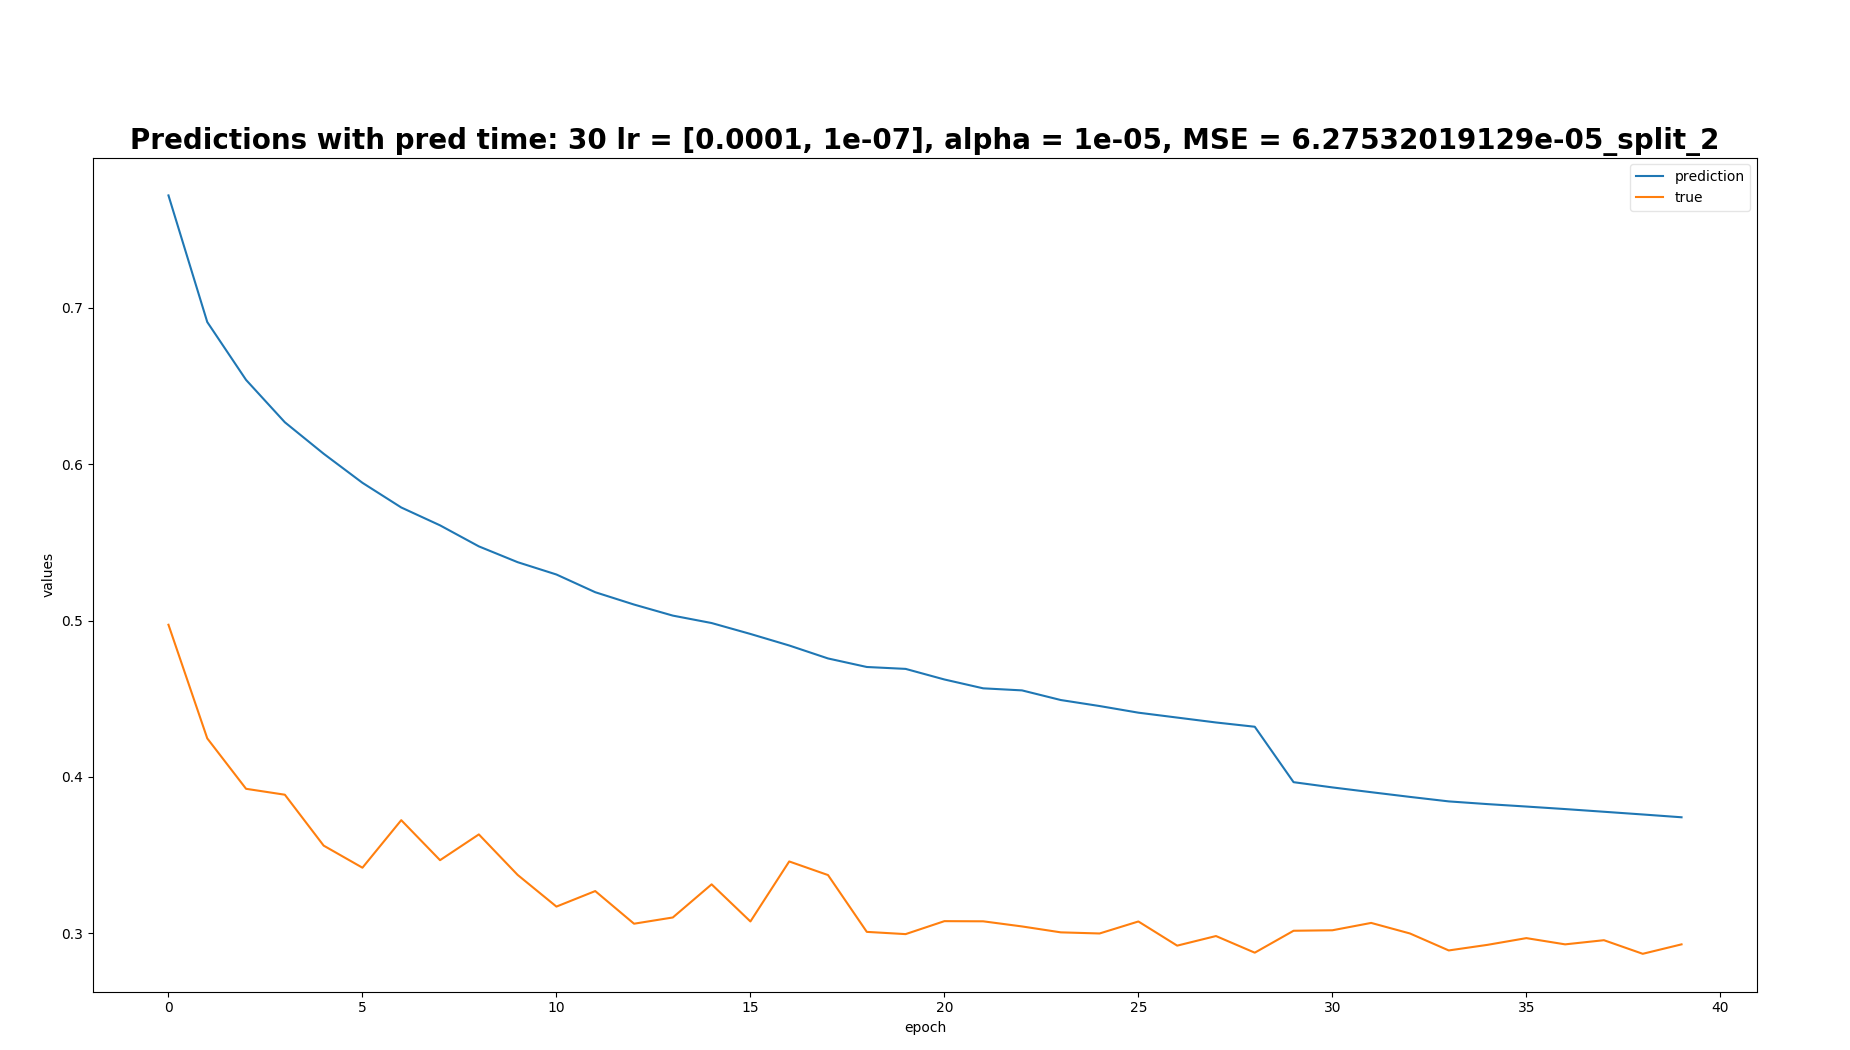 Predictions with pred time: 30 lr = [0.0001, 1e-07], alpha = 1e-05, MSE = 6.27532019129e-05_split_2
prediction
true
values
0.7
0.6
0.5
0.4
0.3
0 5 10 15 20 25 30 35 40
epoch